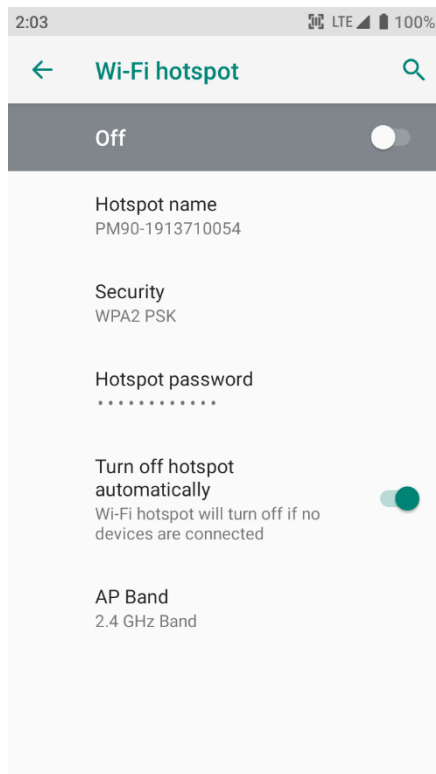 2:03 LTE 100%
Wi-Fi hotspot
Off
Hotspot name
PM90-1913710054
Security
WPA2 PSK
Hotspot password
••••••••••••
Turn off hotspot
automatically
Wi-Fi hotspot will turn off if no
devices are connected
AP Band
2.4 GHz Band